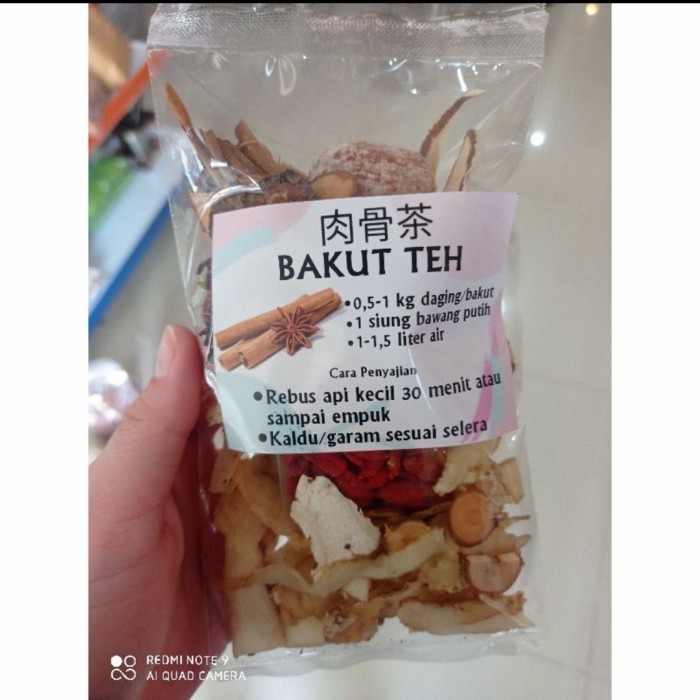 肉骨茶
BAKUT TEH
•0,5-1 kg daging/bakut
•1 siung bawang putih
•1-1,5 liter air
Cara Penyajian
•Rebus api kecil 30 menit atau
sampai empuk
•Kaldu/garam sesuai selera
REDMI NOTE 9
AI QUAD CAMERA